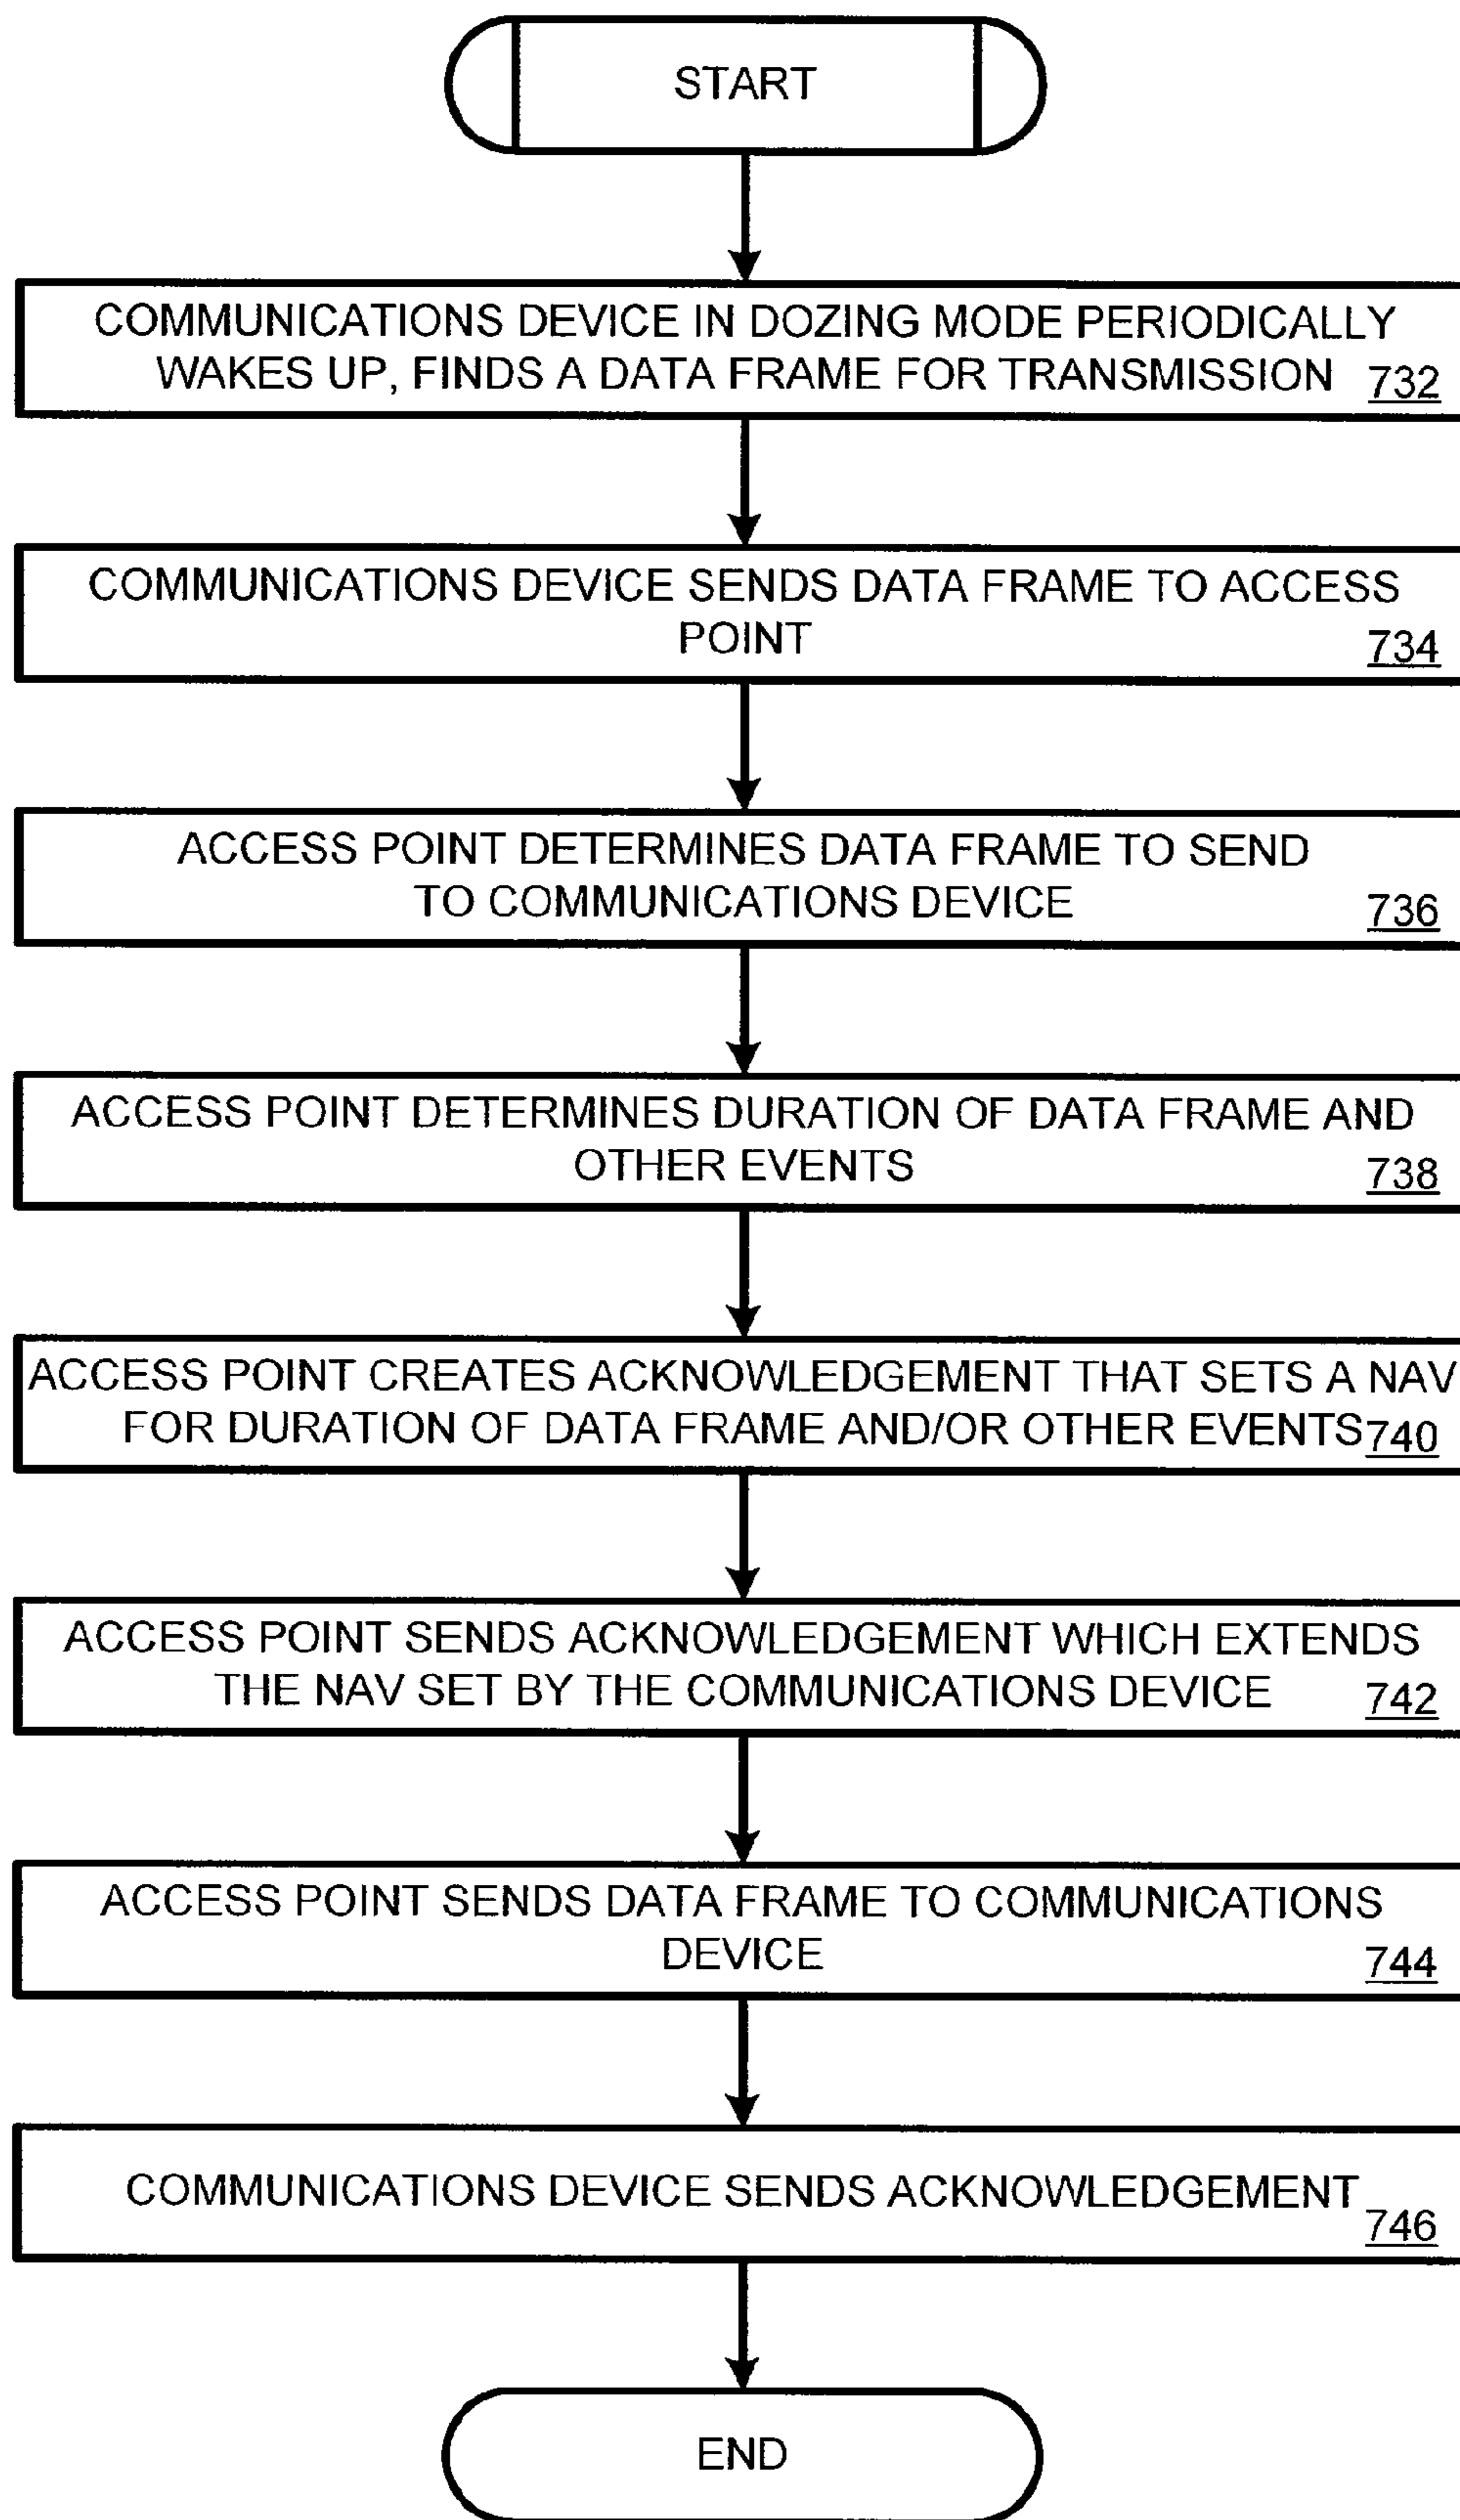 START
COMMUNICATIONS DEVICE IN DOZING MODE PERIODICALLY
WAKES UP, FINDS A DATA FRAME FOR TRANSMISSION 732
COMMUNICATIONS DEVICE SENDS DATA FRAME TO ACCESS
POINT 734
ACCESS POINT DETERMINES DATA FRAME TO SEND
TO COMMUNICATIONS DEVICE 736
ACCESS POINT DETERMINES DURATION OF DATA FRAME AND
OTHER EVENTS 738
ACCESS POINT CREATES ACKNOWLEDGEMENT THAT SETS A NAV
FOR DURATION OF DATA FRAME AND/OR OTHER EVENTS 740
ACCESS POINT SENDS ACKNOWLEDGEMENT WHICH EXTENDS
THE NAV SET BY THE COMMUNICATIONS DEVICE 742
ACCESS POINT SENDS DATA FRAME TO COMMUNICATIONS
DEVICE 744
COMMUNICATIONS DEVICE SENDS ACKNOWLEDGEMENT 746
END